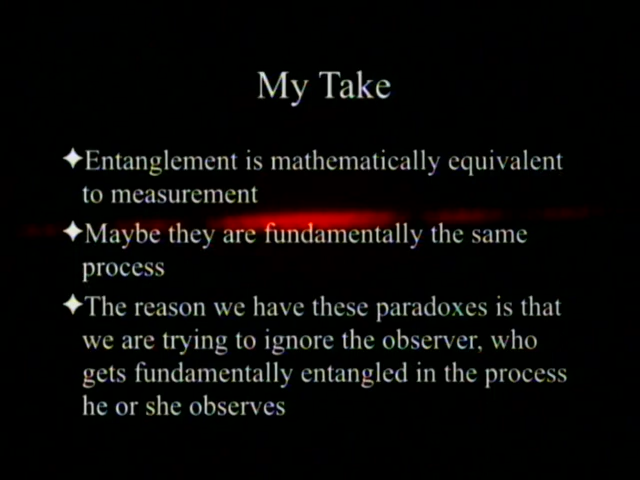 My Take
✦Entanglement is mathematically equivalent
to measurement
✦Maybe they are fundamentally the same
process
✦The reason we have these paradoxes is that
we are trying to ignore the observer, who
gets fundamentally entangled in the process
he or she observes